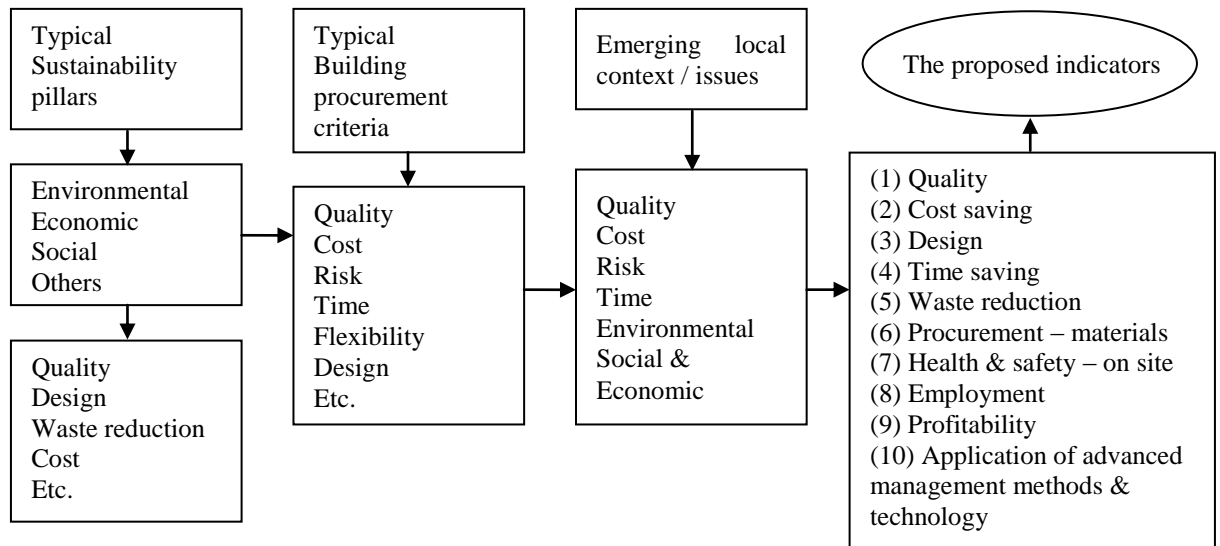 Typical
Sustainability
pillars
Environmental
Economic
Social
Others
Quality
Design
Waste reduction
Cost
Etc.
Typical
Building
procurement
criteria
Quality
Cost
Risk
Time
Flexibility
Design
Etc.
Emerging local
context / issues
Quality
Cost
Risk
Time
Environmental
Social &
Economic
The proposed indicators
(1) Quality
(2) Cost saving
(3) Design
(4) Time saving
(5) Waste reduction
(6) Procurement – materials
(7) Health & safety – on site
(8) Employment
(9) Profitability
(10) Application of advanced
management methods &
technology